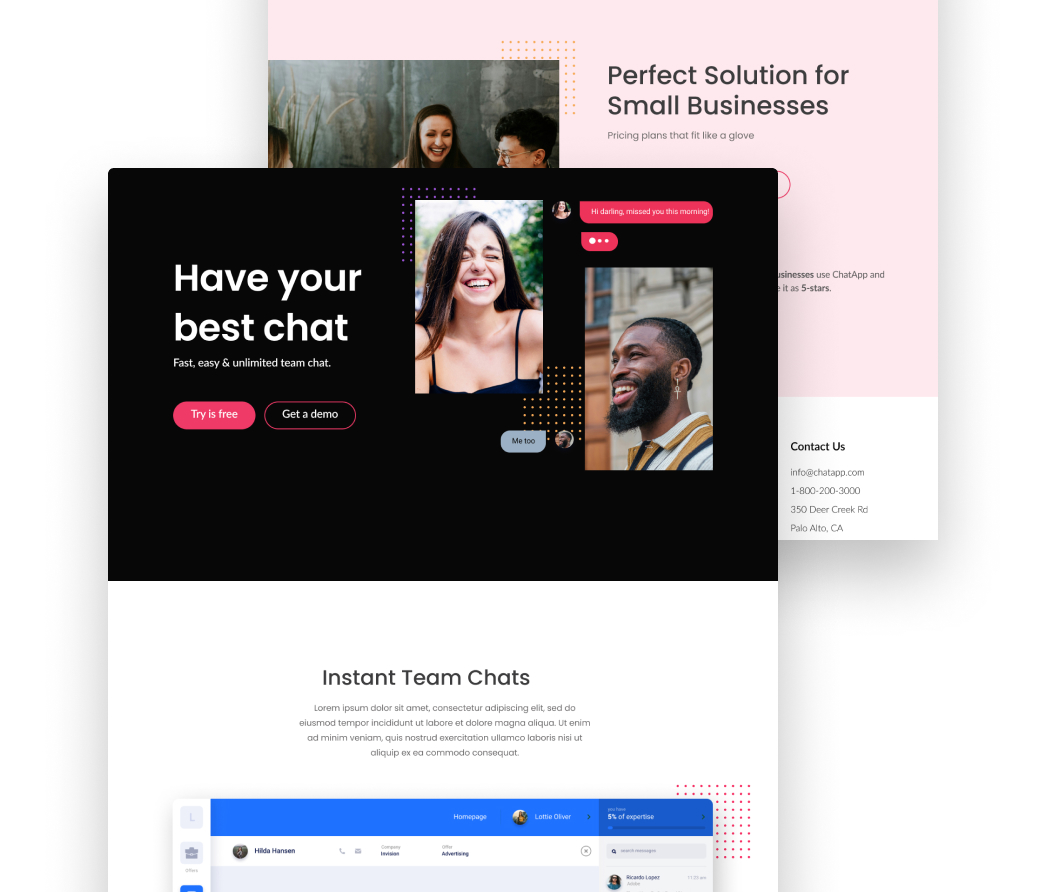 Perfect Solution for
Small Businesses
Pricing plans that fit like a glove
usinesses use ChatApp and
e it as 5-stars.
Contact Us
info@chatapp.com
1-800-200-3000
350 Deer Creek Rd
Palo Alto, CA
Hi darling, missed you this morning!
Have your
best chat
Fast, easy & unlimited team chat.
Try is free
Get a demo
Me too
Instant Team Chats
Lorem ipsum dolor sit amet, consectetur adipiscing elit, sed do
eiusmod tempor incididunt ut labore et dolore magna aliqua. Ut enim
ad minim veniam, quis nostrud exercitation ullamco laboris nisi ut
aliquip ex ea commodo consequat.
L
Homepage
Lottie Oliver
you have
5% of expertise
Offers
Hilda Hansen
Company
Invision
Offer
Advertising
search messages
Ricardo Lopez
Adobe